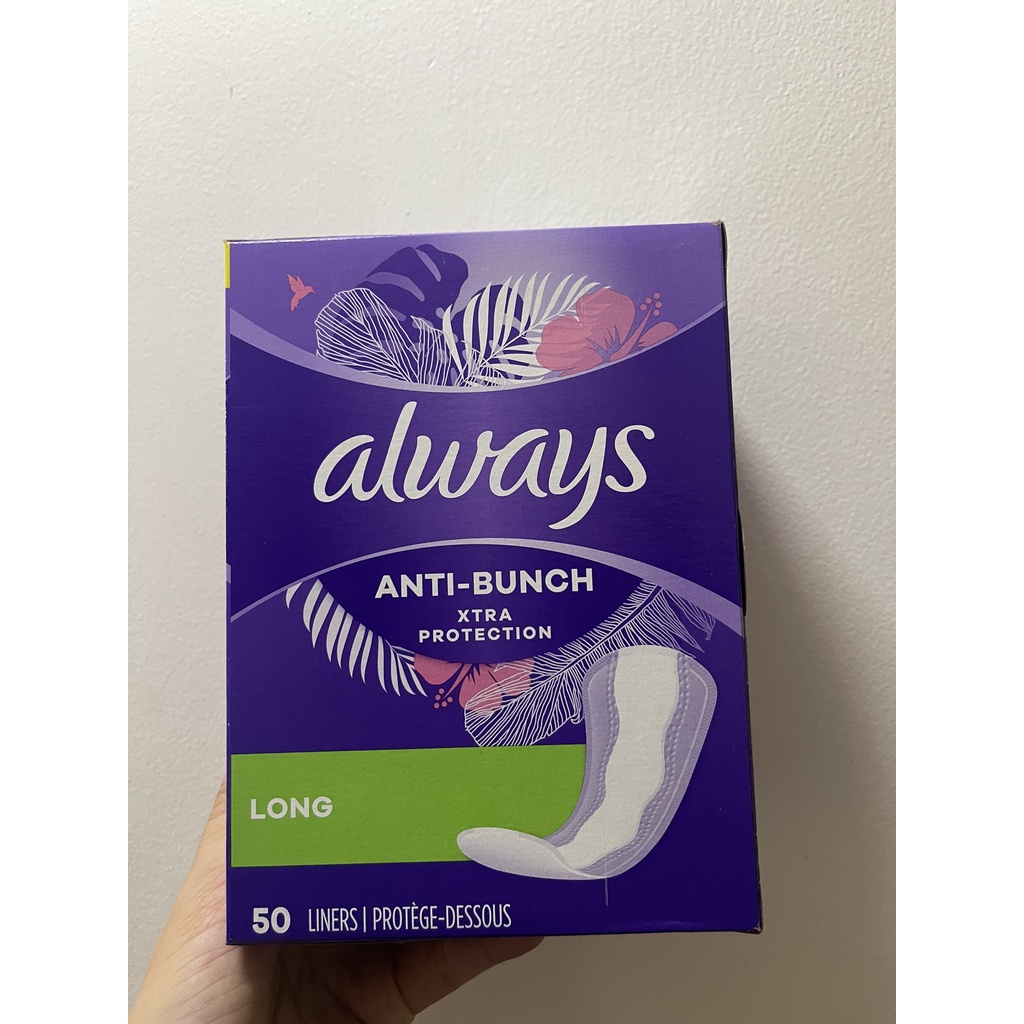 always
ANTI-BUNCH
XTRA
PROTECTION
LONG
50 LINERS | PROTÈGE-DESSOUS